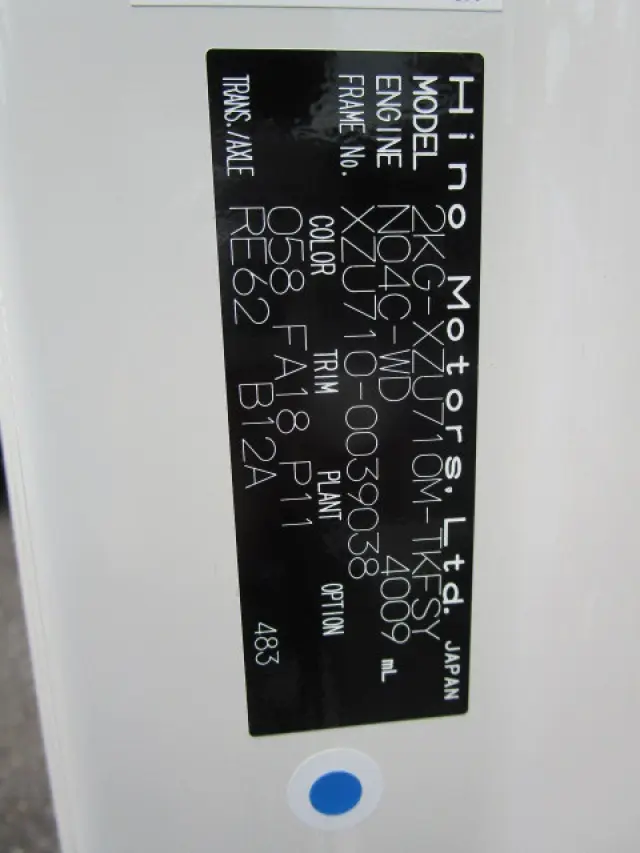 Hino Motors, Ltd. JAPAN
MODEL 2KG-XZU710M-TKFSY
ENGINE N04C-WD 4009 mL
FRAME No. XZU710-0039038
COLOR TRIM PLANT OPTION
058 FA18 P11
TRANS./AXLE RE62 B12A 483